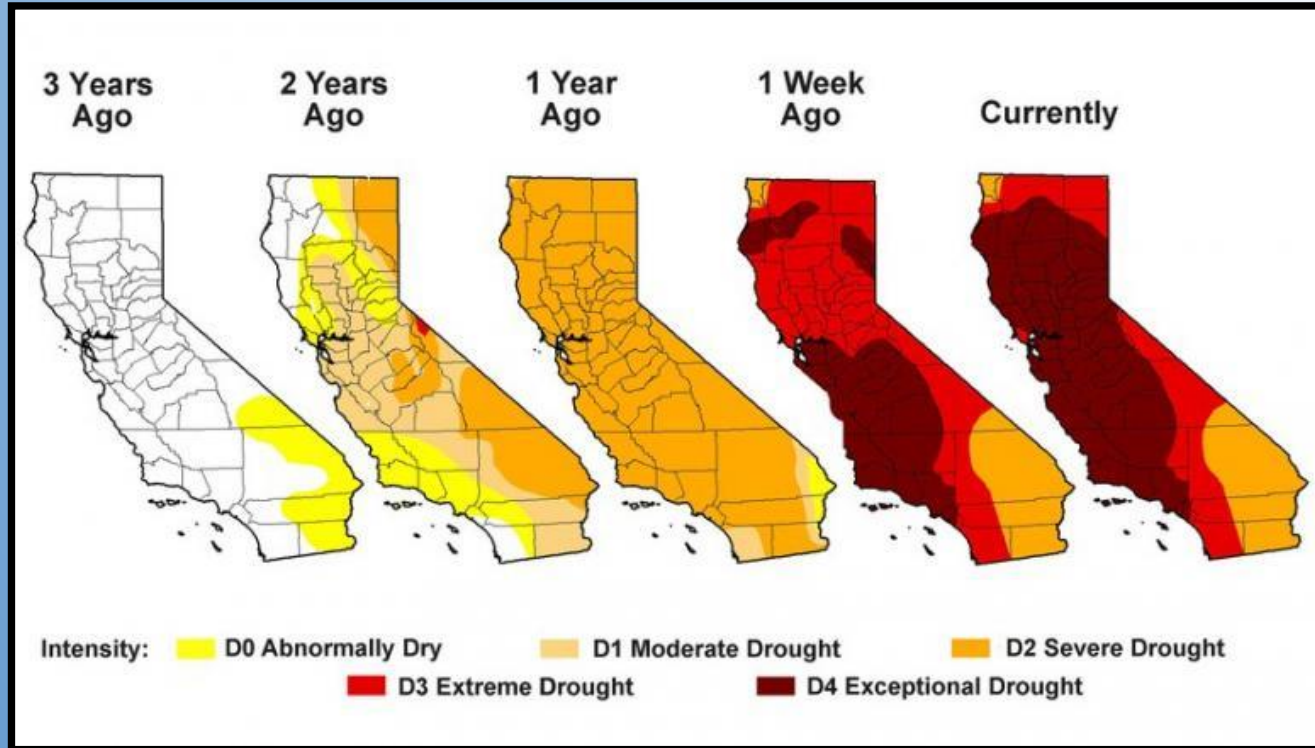 3 Years
Ago
2 Years
Ago
1 Year
Ago
1 Week
Ago
Currently
Intensity:
D0 Abnormally Dry
D1 Moderate Drought
D2 Severe Drought
D3 Extreme Drought
D4 Exceptional Drought